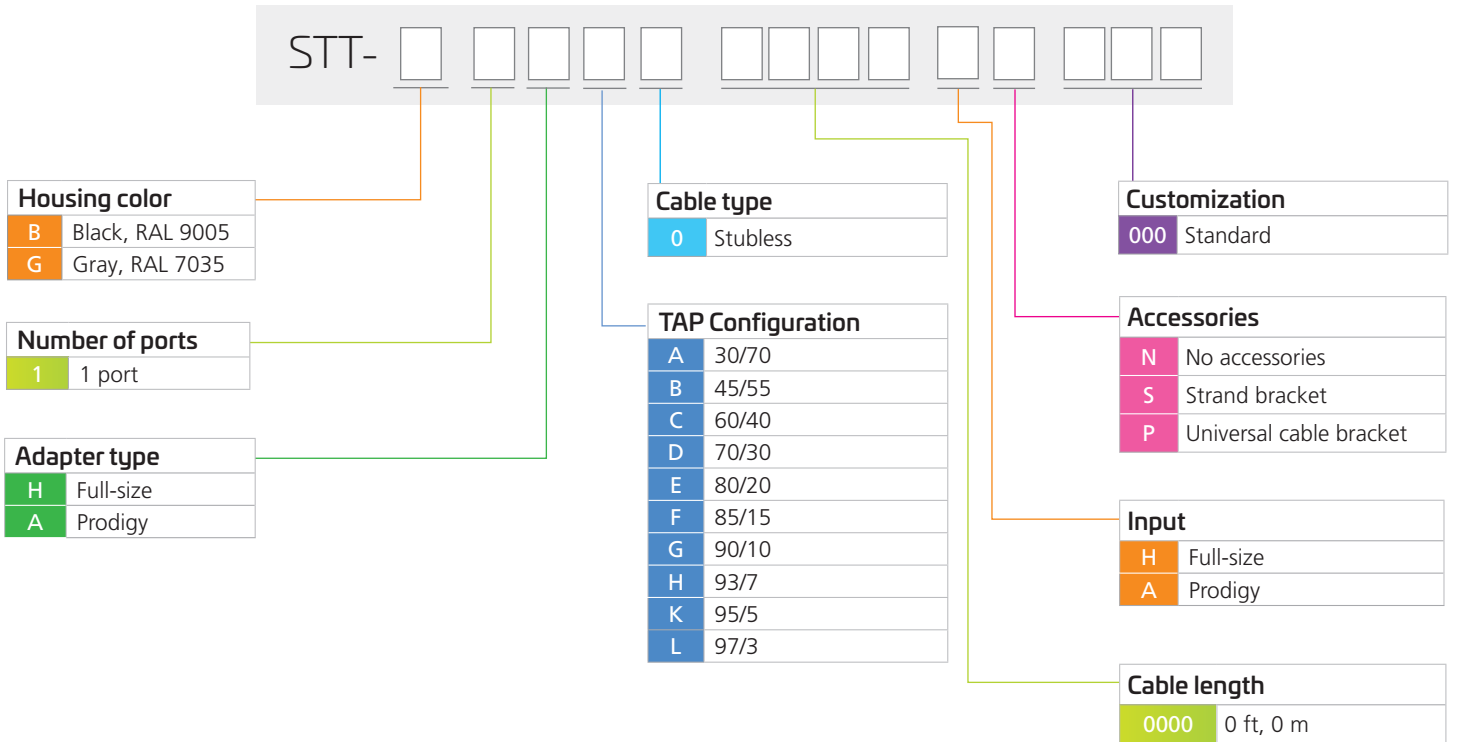 STT-
Housing color
B Black, RAL 9005
G Gray, RAL 7035
Number of ports
1 1 port
Adapter type
H Full-size
A Prodigy
Cable type
0 Stubless
TAP Configuration
A 30/70
B 45/55
C 60/40
D 70/30
E 80/20
F 85/15
G 90/10
H 93/7
K 95/5
L 97/3
Customization
000 Standard
Accessories
N No accessories
S Strand bracket
P Universal cable bracket
Input
H Full-size
A Prodigy
Cable length
0000 0 ft, 0 m